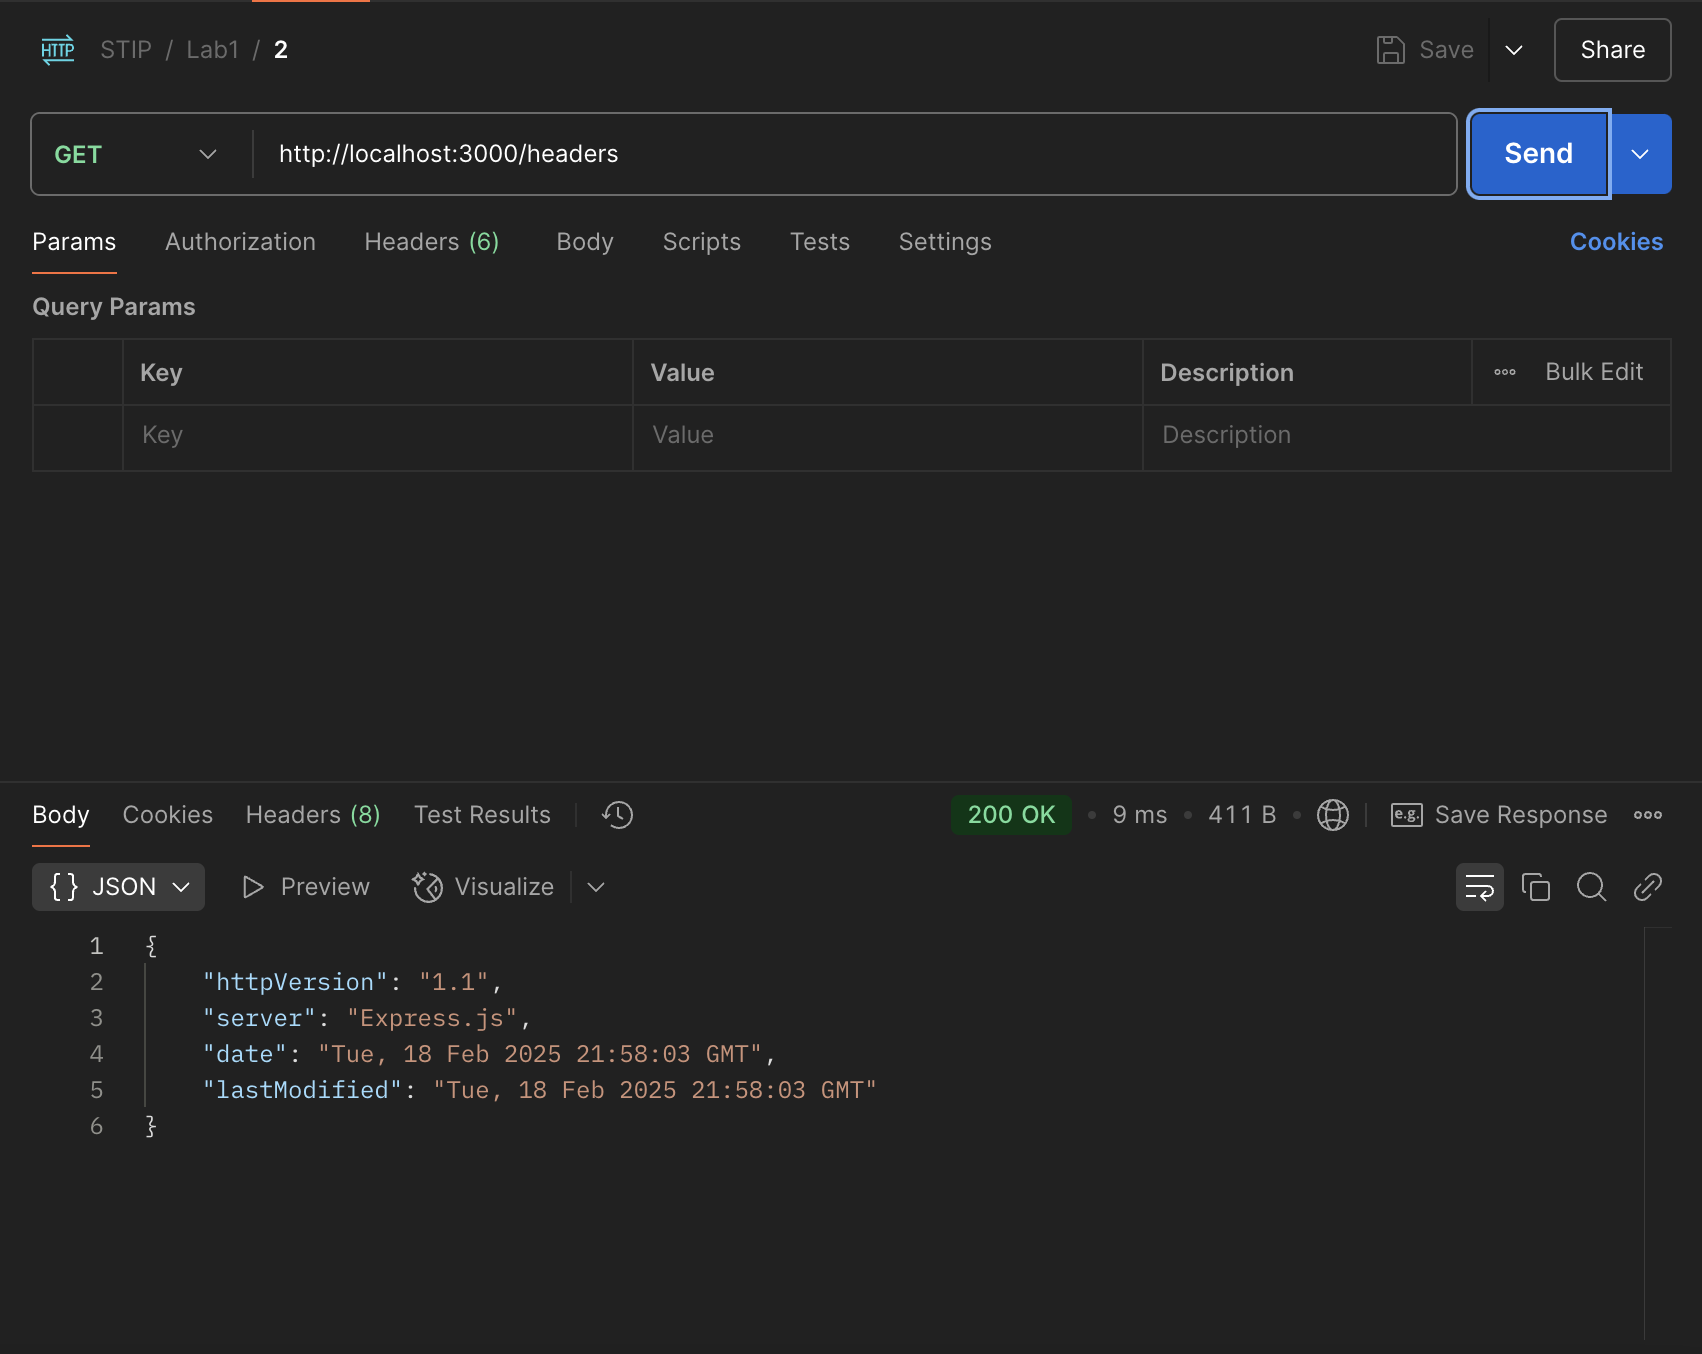 HTTP STIP / Lab1 / 2 Save Share
GET http://localhost:3000/headers Send
Params Authorization Headers (6) Body Scripts Tests Settings Cookies
Query Params
Key Value Description Bulk Edit
Key Value Description
Body Cookies Headers (8) Test Results 200 OK • 9 ms • 411 B • e.g. Save Response
{ } JSON Preview Visualize
1 {
2 "httpVersion": "1.1",
3 "server": "Express.js",
4 "date": "Tue, 18 Feb 2025 21:58:03 GMT",
5 "lastModified": "Tue, 18 Feb 2025 21:58:03 GMT"
6 }